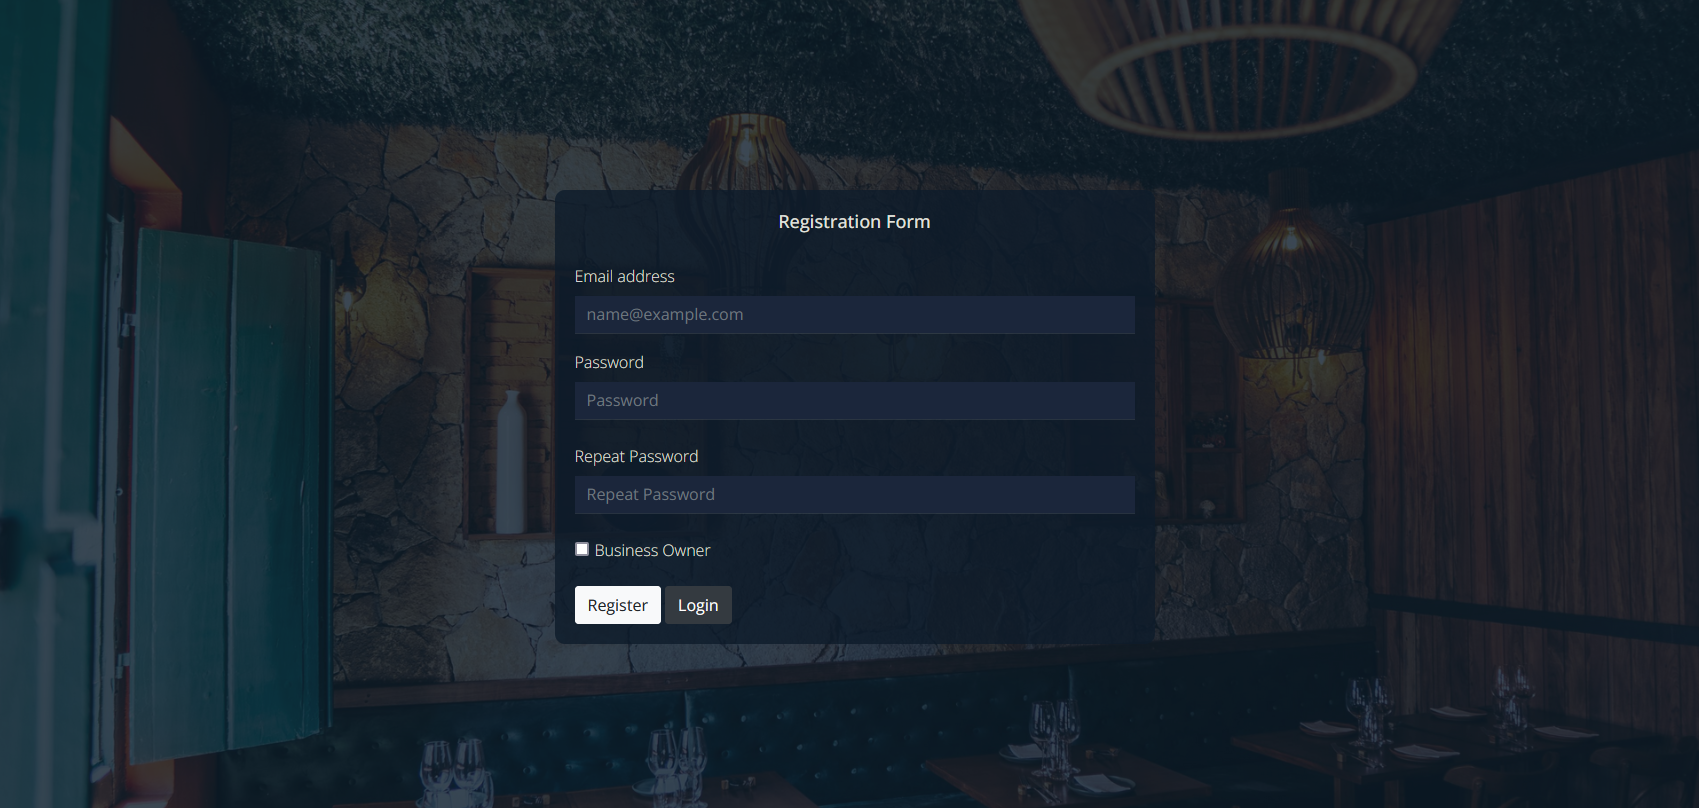 Registration Form
Email address
name@example.com
Password
Password
Repeat Password
Repeat Password
Business Owner
Register Login